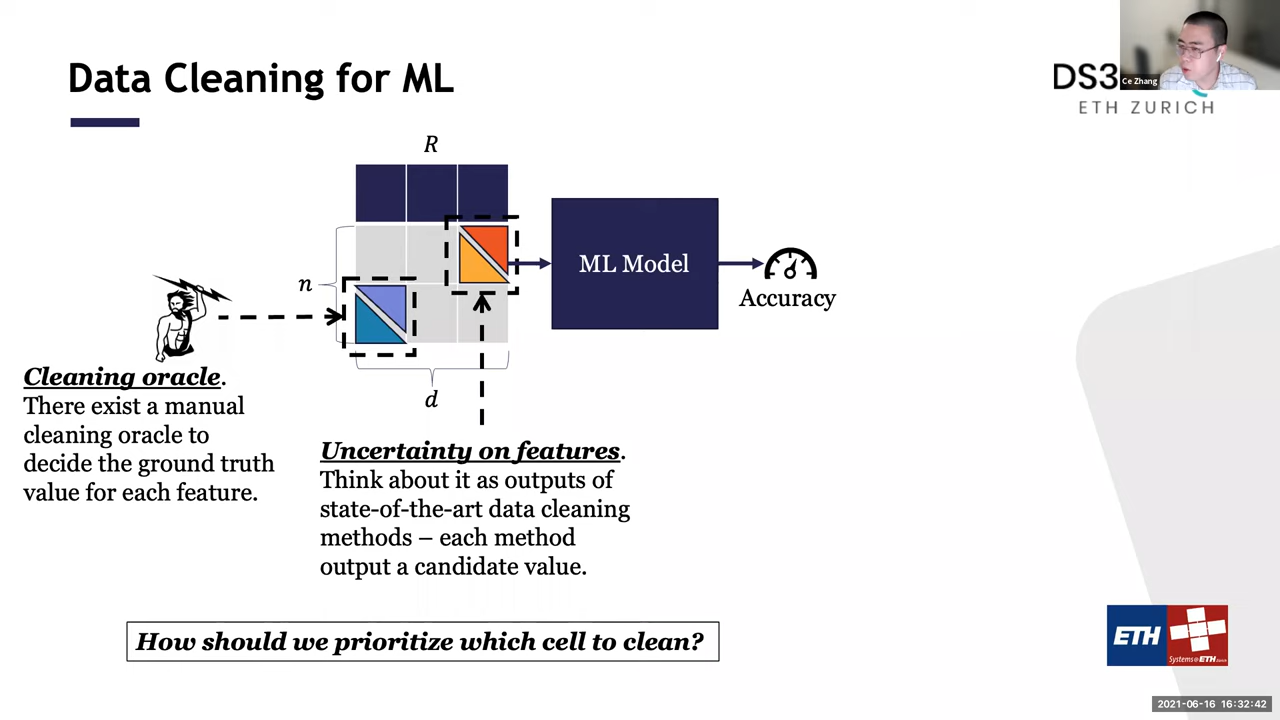 Data Cleaning for ML
DS3
ETH ZURICH
Ce Zhang
R
n
d
ML Model
Accuracy
Cleaning oracle.
There exist a manual
cleaning oracle to
decide the ground truth
value for each feature.
Uncertainty on features.
Think about it as outputs of
state-of-the-art data cleaning
methods – each method
output a candidate value.
How should we prioritize which cell to clean?
ETH
Systems@ETH
2021-06-16 16:32:42